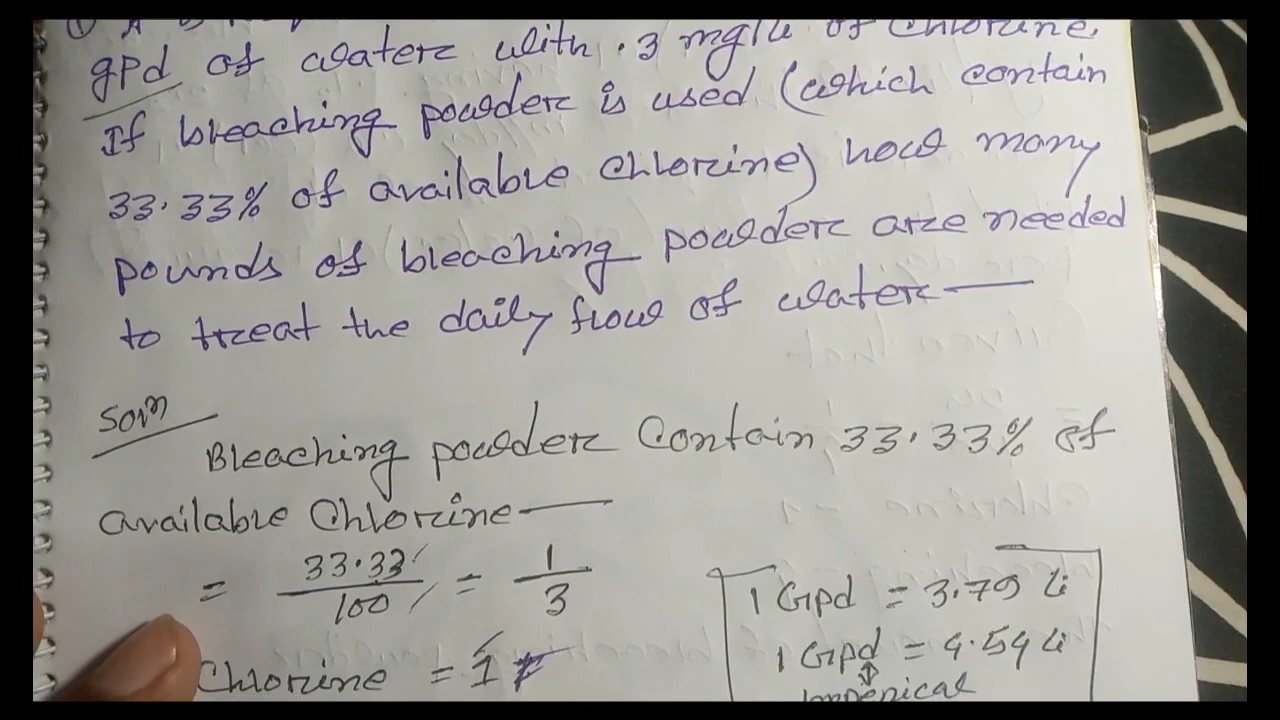 gpd of water with .3 mg/li of Chlorine.
If bleaching powder is used (which contain
33.33% of available Chlorine) how many
pounds of bleaching powder are needed
to treat the daily flow of water —
Soln
Bleaching powder Contain 33.33% of
available Chlorine —
= 33.33/100 = 1/3
1 Gpd = 3.79 li
1 Gpd = 4.54 li
Chlorine = 1
Imperical